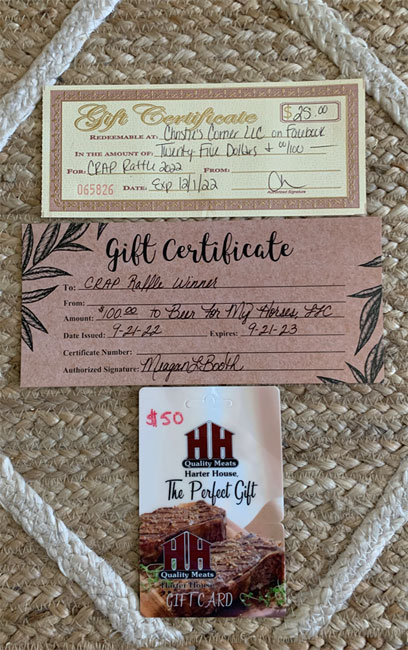 Gift Certificate $25.00
REDEEMABLE AT: Christie's Corner LLC on Facebook
IN THE AMOUNT OF: Twenty Five Dollars + 00/100
FOR: CRAP Raffle 2022 FROM:
065826 DATE: Exp 12/1/22
AUTHORIZED SIGNATURE
Gift Certificate
To: CRAP Raffle Winner
From:
Amount: $100.00 to Beer For My Horses, LLC
Date Issued: 9-21-22 Expires: 9-21-23
Certificate Number:
Authorized Signature: Meagan L Booth
$50
HH
Quality Meats
Harter House
The Perfect Gift
HH
Quality Meats
Harter House
GIFT CARD